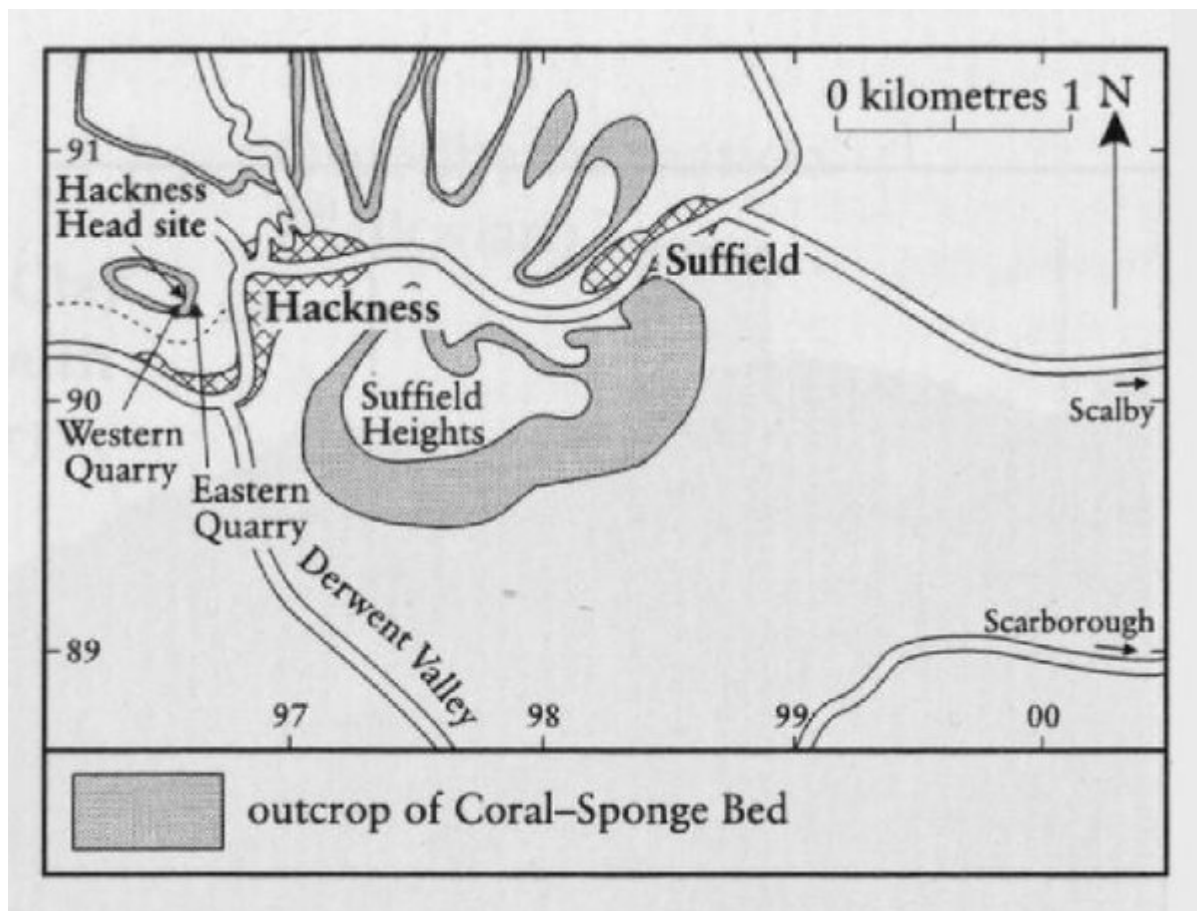 0 kilometres 1 N
91
Hackness
Head site
Suffield
Hackness
90
Suffield
Heights
Scalby
Western
Quarry
Eastern
Quarry
Derwent Valley
Scarborough
89
97 98 99 00
outcrop of Coral–Sponge Bed